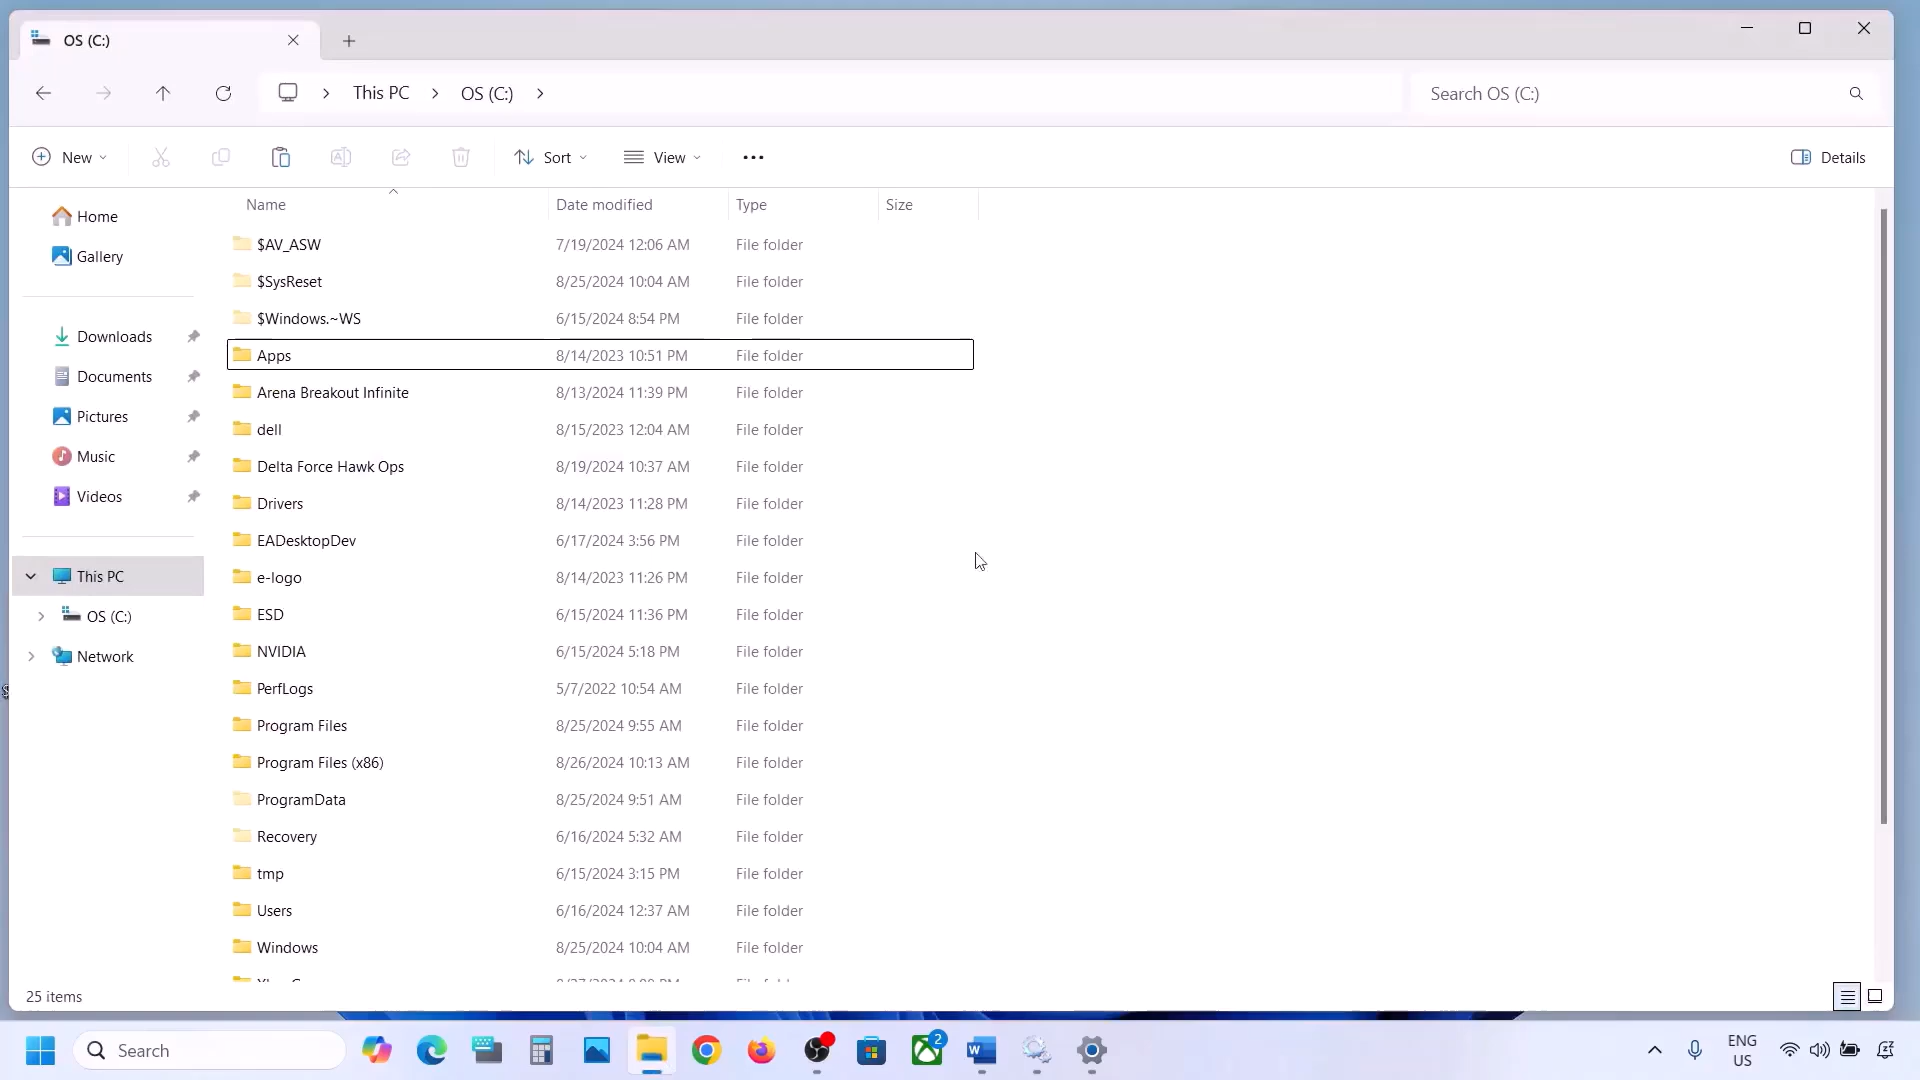 OS (C:)
This PC
OS (C:)
Search OS (C:)
New
Sort
View
Details
Name
Date modified
Type
Size
Home
Gallery
Downloads
Documents
Pictures
Music
Videos
This PC
OS (C:)
Network
$AV_ASW 7/19/2024 12:06 AM File folder
$SysReset 8/25/2024 10:04 AM File folder
$Windows.~WS 6/15/2024 8:54 PM File folder
Apps 8/14/2023 10:51 PM File folder
Arena Breakout Infinite 8/13/2024 11:39 PM File folder
dell 8/15/2023 12:04 AM File folder
Delta Force Hawk Ops 8/19/2024 10:37 AM File folder
Drivers 8/14/2023 11:28 PM File folder
EADesktopDev 6/17/2024 3:56 PM File folder
e-logo 8/14/2023 11:26 PM File folder
ESD 6/15/2024 11:36 PM File folder
NVIDIA 6/15/2024 5:18 PM File folder
PerfLogs 5/7/2022 10:54 AM File folder
Program Files 8/25/2024 9:55 AM File folder
Program Files (x86) 8/26/2024 10:13 AM File folder
ProgramData 8/25/2024 9:51 AM File folder
Recovery 6/16/2024 5:32 AM File folder
tmp 6/15/2024 3:15 PM File folder
Users 6/16/2024 12:37 AM File folder
Windows 8/25/2024 10:04 AM File folder
25 items
Search
2
ENG
US